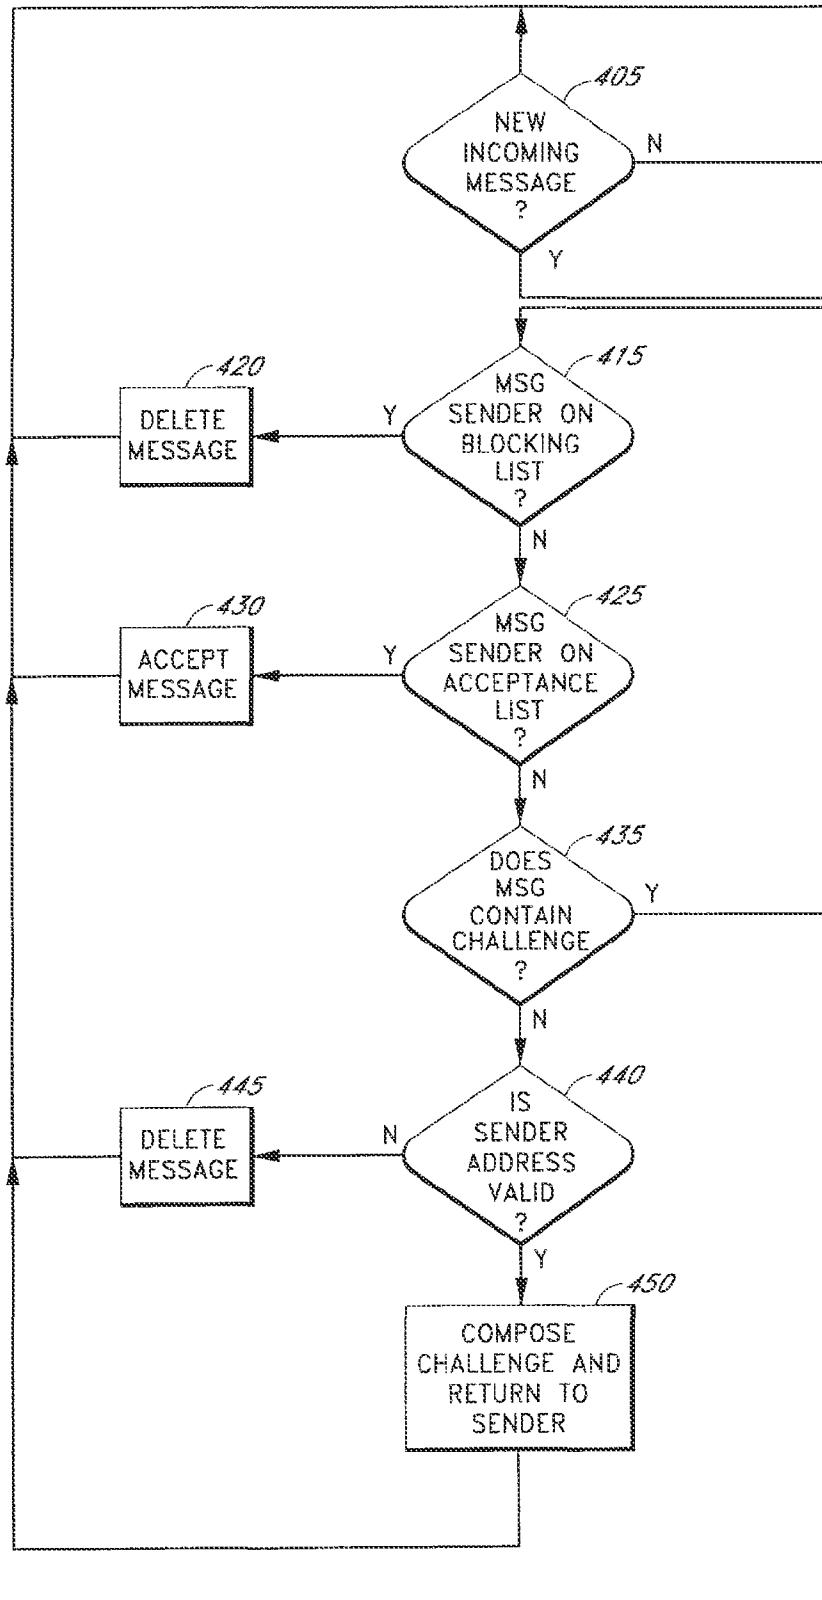 405
NEW
INCOMING
MESSAGE
?
N
Y
415
MSG
SENDER ON
BLOCKING
LIST
?
Y
N
420
DELETE
MESSAGE
425
MSG
SENDER ON
ACCEPTANCE
LIST
?
Y
N
430
ACCEPT
MESSAGE
435
DOES
MSG
CONTAIN
CHALLENGE
?
Y
N
440
IS
SENDER
ADDRESS
VALID
?
N
Y
445
DELETE
MESSAGE
450
COMPOSE
CHALLENGE AND
RETURN TO
SENDER